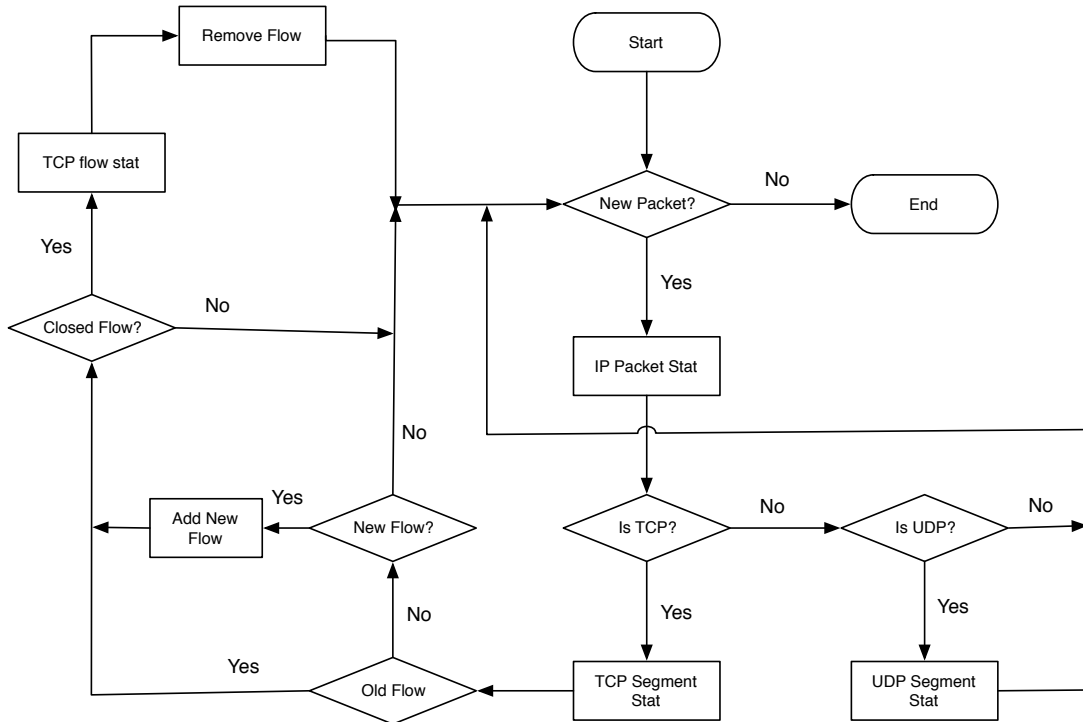 Remove Flow
Start
TCP flow stat
No
New Packet?
End
Yes
Yes
No
Closed Flow?
IP Packet Stat
No
Yes
Add New
Flow
New Flow?
Is TCP?
No
Is UDP?
No
No
Yes
Yes
Yes
Old Flow
TCP Segment
Stat
UDP Segment
Stat